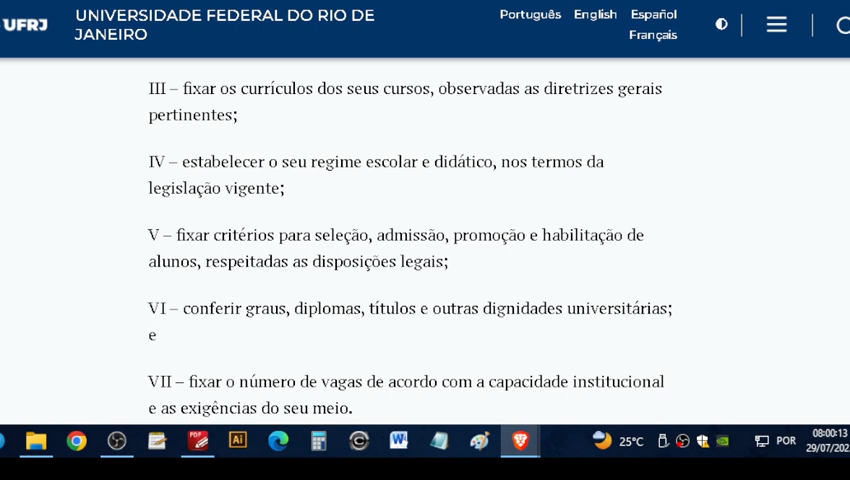 UFRJ
UNIVERSIDADE FEDERAL DO RIO DE
JANEIRO
Português English Español
Français
III – fixar os currículos dos seus cursos, observadas as diretrizes gerais
pertinentes;
IV – estabelecer o seu regime escolar e didático, nos termos da
legislação vigente;
V – fixar critérios para seleção, admissão, promoção e habilitação de
alunos, respeitadas as disposições legais;
VI – conferir graus, diplomas, títulos e outras dignidades universitárias;
e
VII – fixar o número de vagas de acordo com a capacidade institucional
e as exigências do seu meio.
PDF
Ai
W
25°C
POR
08:00:13
29/07/202